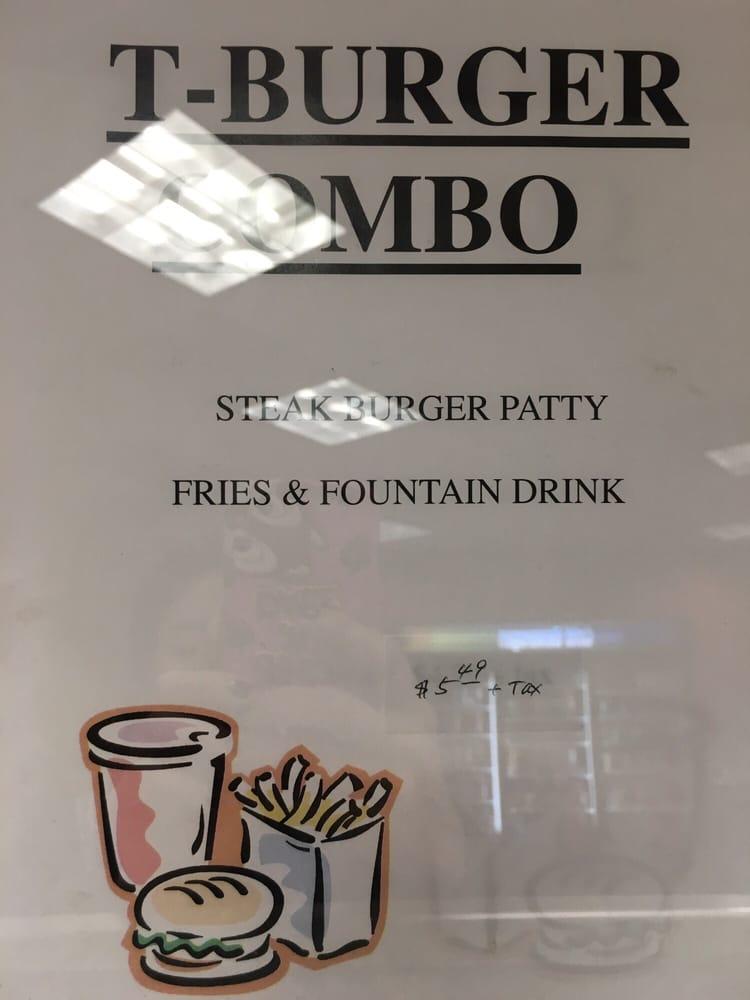 T-BURGER
COMBO
STEAK BURGER PATTY
FRIES & FOUNTAIN DRINK
$5 49 + Tax